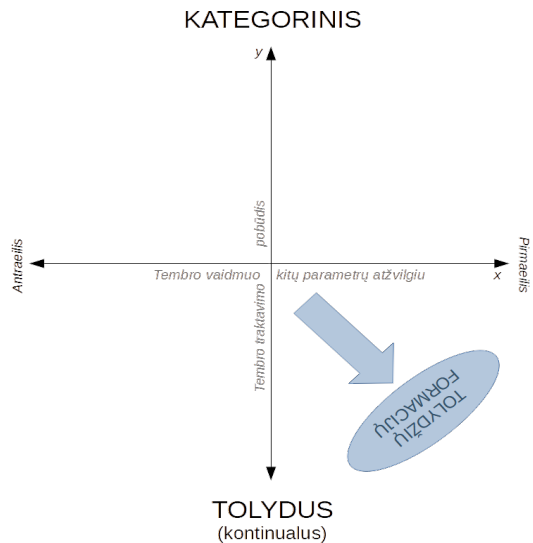 KATEGORINIS
y
pobūdis
Antraeilis
Pirmaeilis
Tembro vaidmuo kitų parametrų atžvilgiu
x
Tembro traktavimo
TOLYDŽIŲ
FORMACIJŲ
TOLYDUS
(kontinualus)